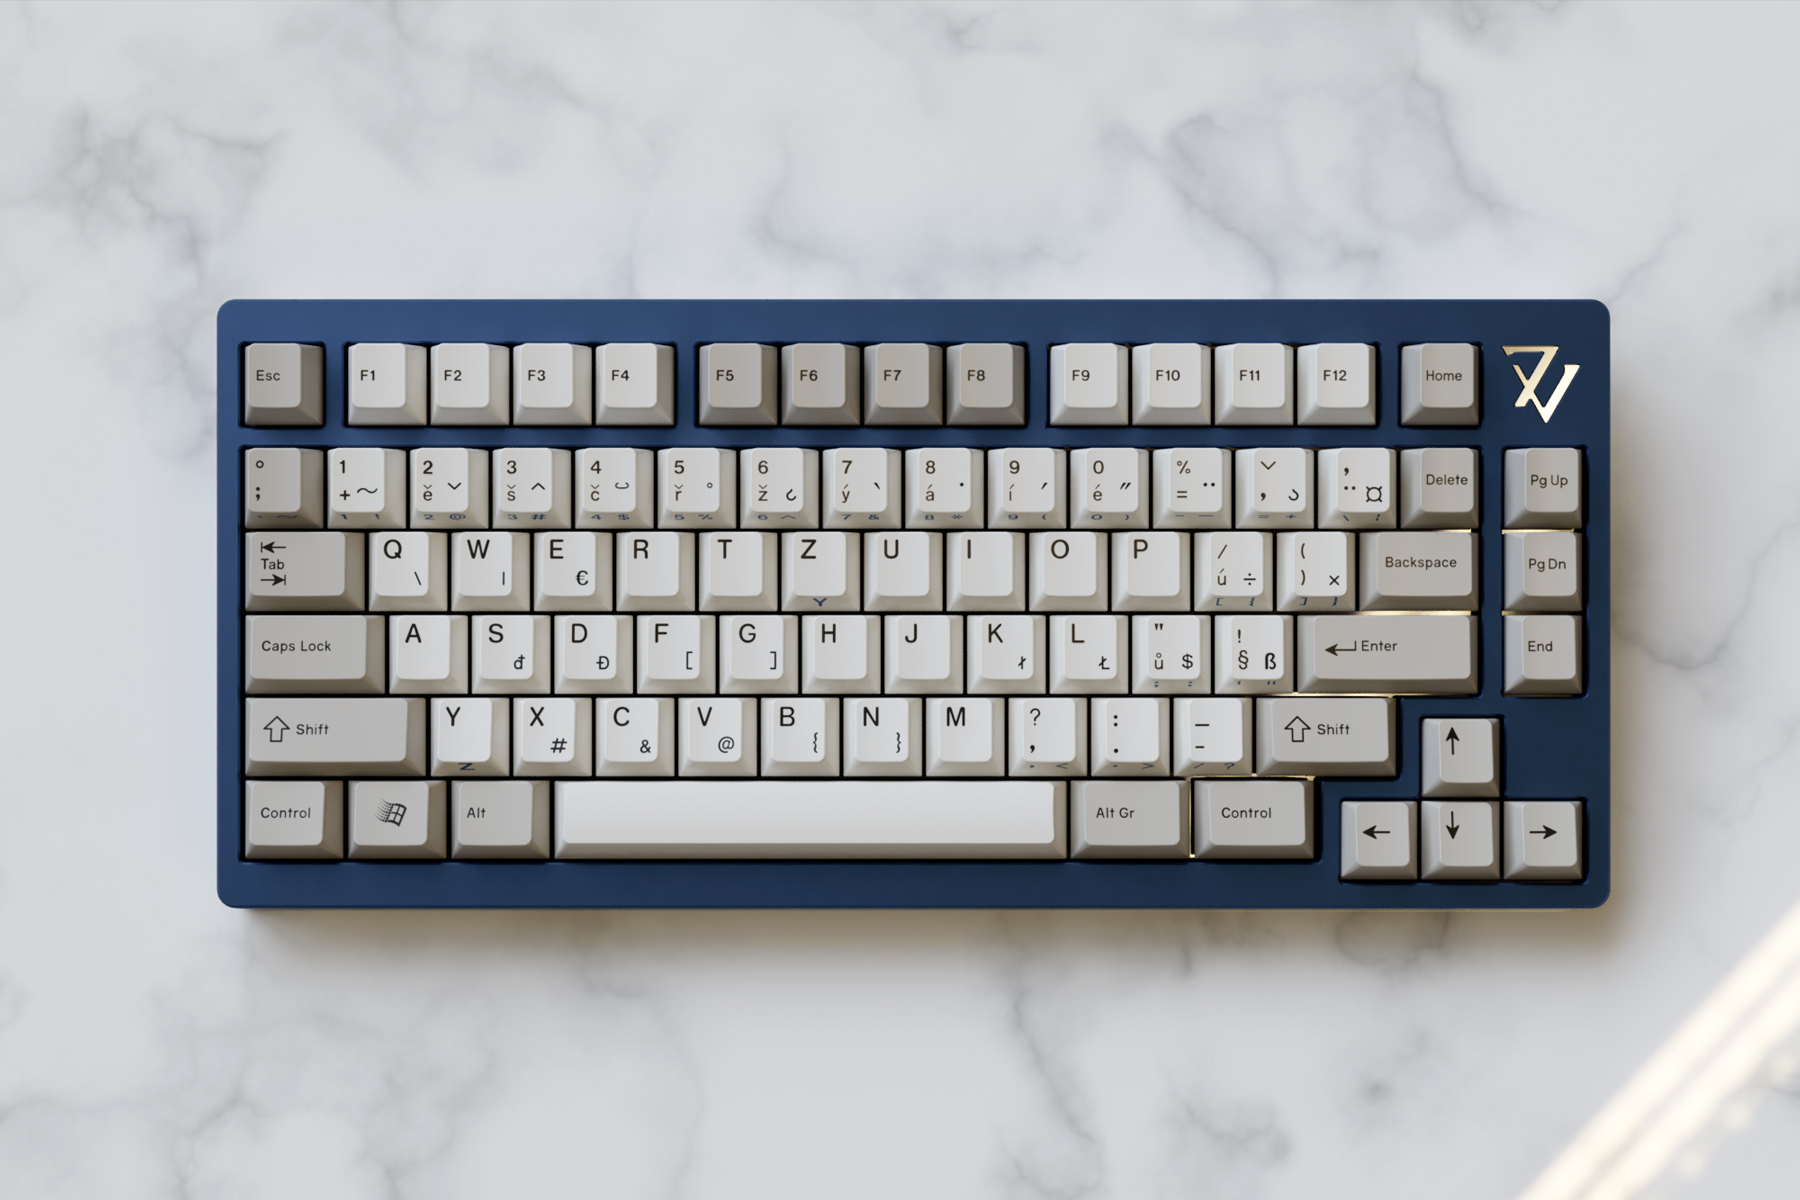 Esc F1 F2 F3 F4 F5 F6 F7 F8 F9 F10 F11 F12 Home
° 1 2 3 4 5 6 7 8 9 0 % ˇ ' Delete Pg Up
; + ~ ě ˇ š ^ č ˘ ř ° ž ˛ ý ` á ˙ í ´ é ˝ = ¨ ¤
Q W E R T Z U I O P / ( Backspace Pg Dn
Tab \ | € ú ÷ ) ×
Y
Caps Lock A S D F G H J K L " ! Enter End
đ Đ [ ] ł Ł ů $ § ß
Shift Y X C V B N M ? : _ Shift ↑
# & @ { } , . -
Z
Control Alt Alt Gr Control ← ↓ →